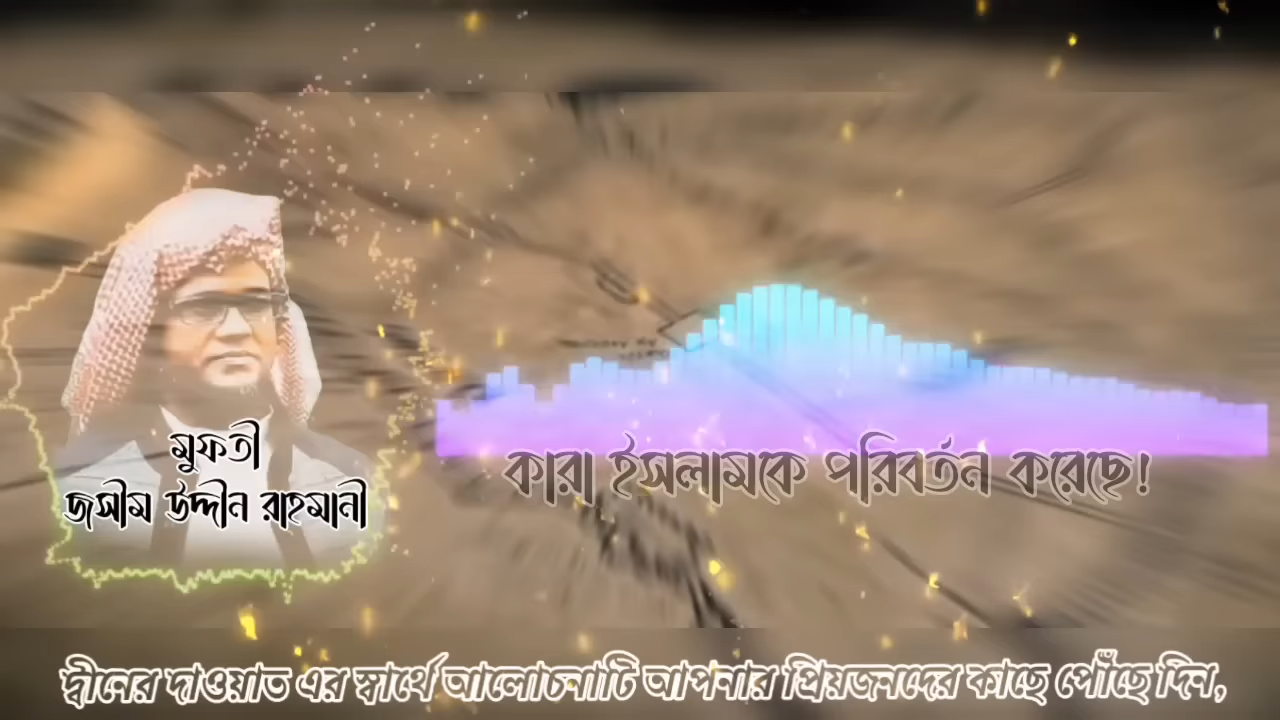 মুফতী
জসীম উদ্দীন রাহমানী
কারা ইসলামকে পরিবর্তন করেছে!
দ্বীনের দাওয়াত এর স্বার্থে আলোচনাটি আপনার প্রিয়জনদের কাছে পৌঁছে দিন,